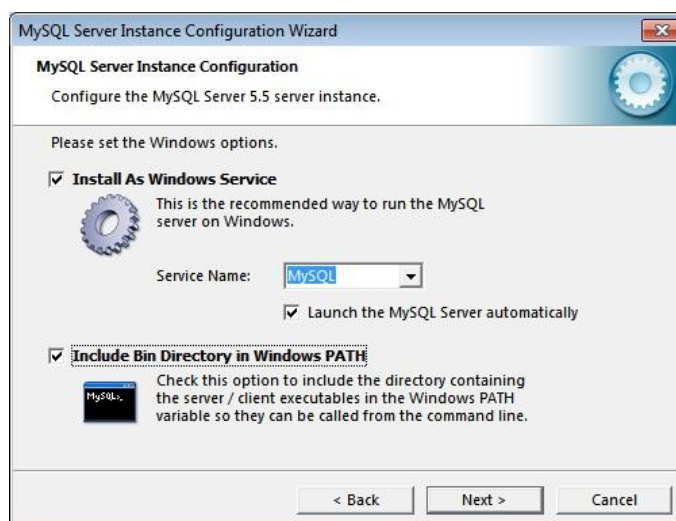 MySQL Server Instance Configuration Wizard
MySQL Server Instance Configuration
Configure the MySQL Server 5.5 server instance.
Please set the Windows options.
Install As Windows Service
This is the recommended way to run the MySQL
server on Windows.
Service Name: MySQL
Launch the MySQL Server automatically
Include Bin Directory in Windows PATH
MySQL>_
Check this option to include the directory containing
the server / client executables in the Windows PATH
variable so they can be called from the command line.
< Back Next > Cancel